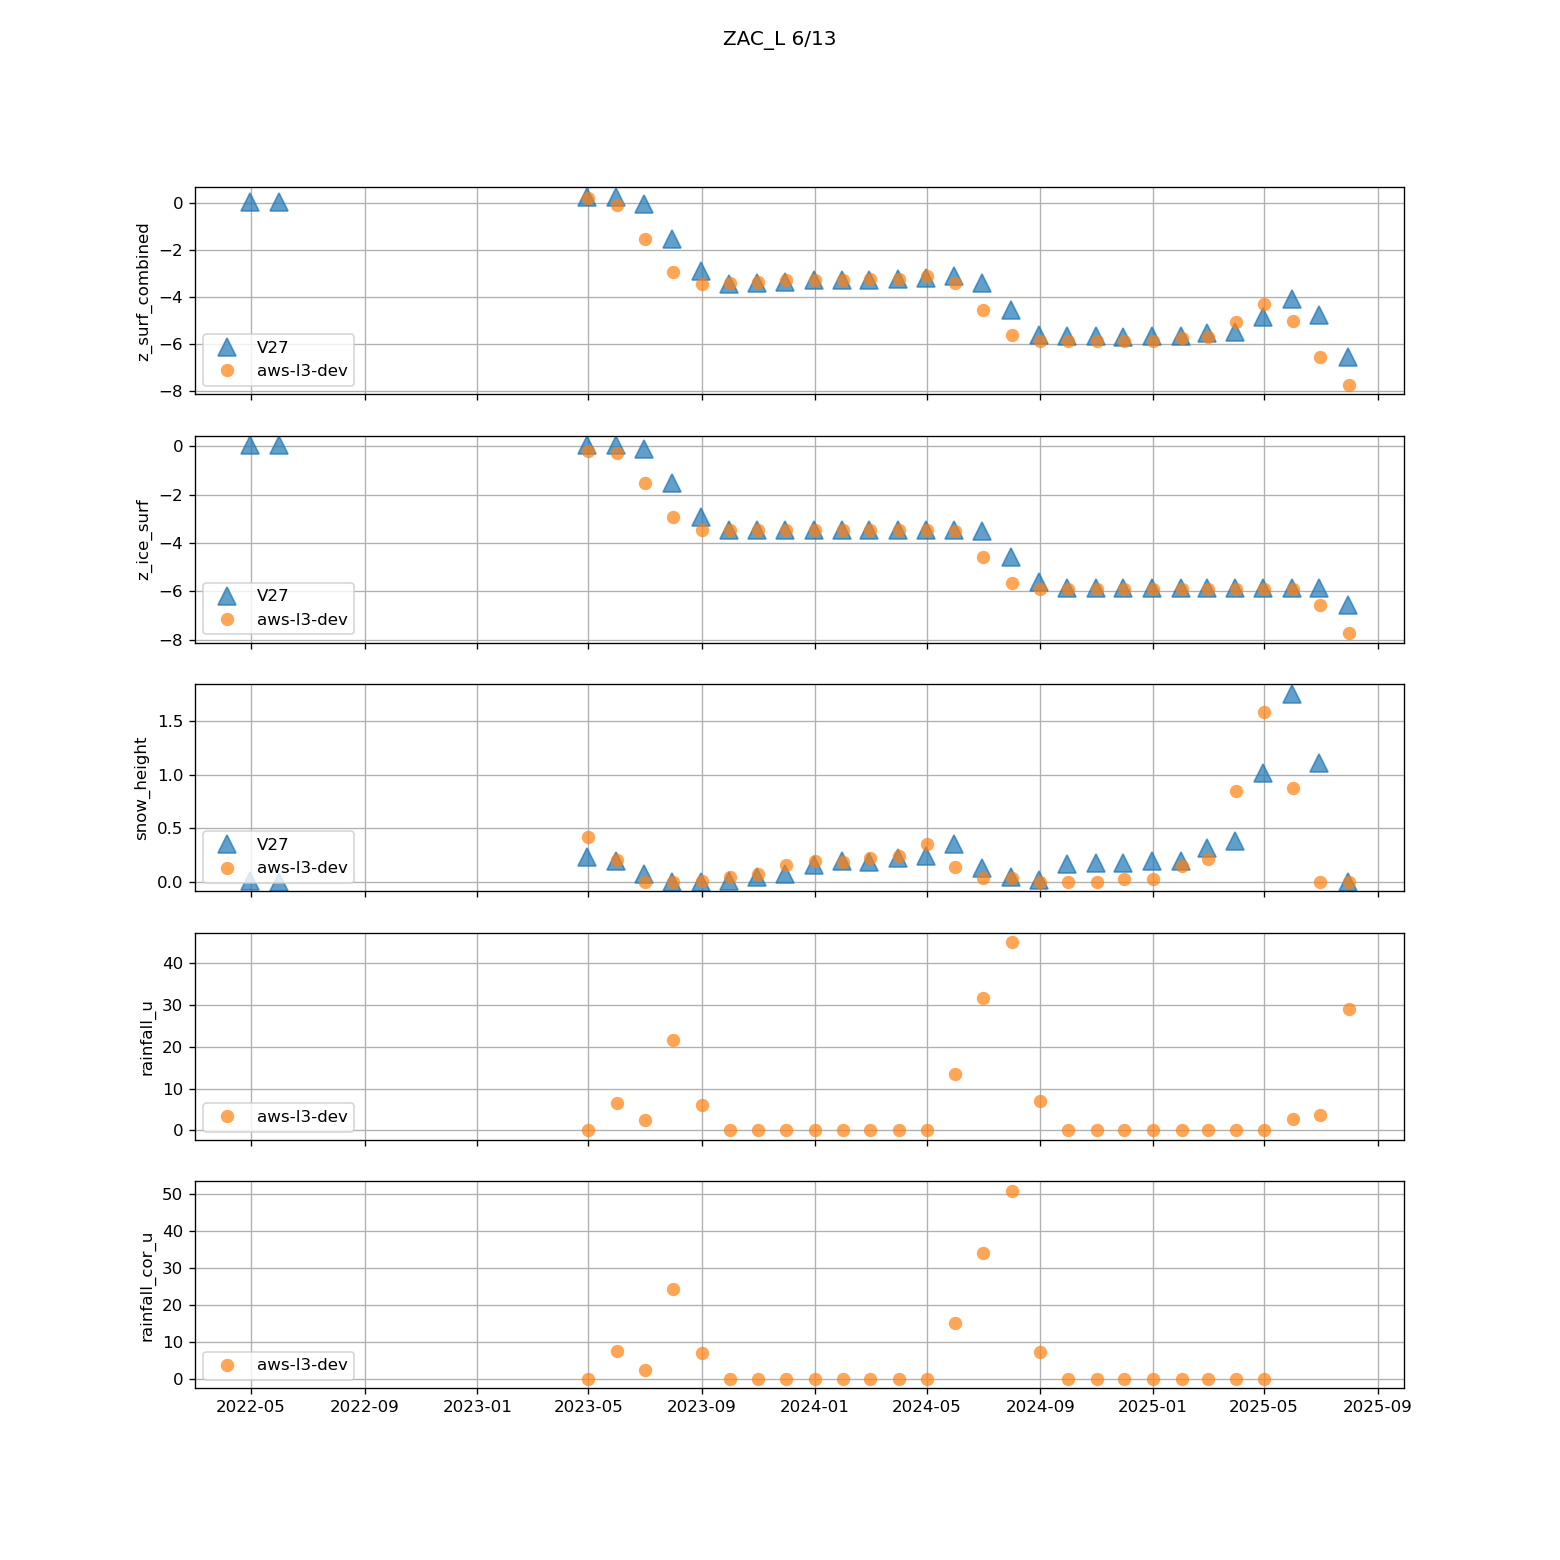 ZAC_L 6/13
z_surf_combined
0
−2
−4
−6
−8
V27
aws-l3-dev
z_ice_surf
0
−2
−4
−6
−8
V27
aws-l3-dev
snow_height
1.5
1.0
0.5
0.0
V27
aws-l3-dev
rainfall_u
40
30
20
10
0
aws-l3-dev
rainfall_cor_u
50
40
30
20
10
0
aws-l3-dev
2022-05 2022-09 2023-01 2023-05 2023-09 2024-01 2024-05 2024-09 2025-01 2025-05 2025-09